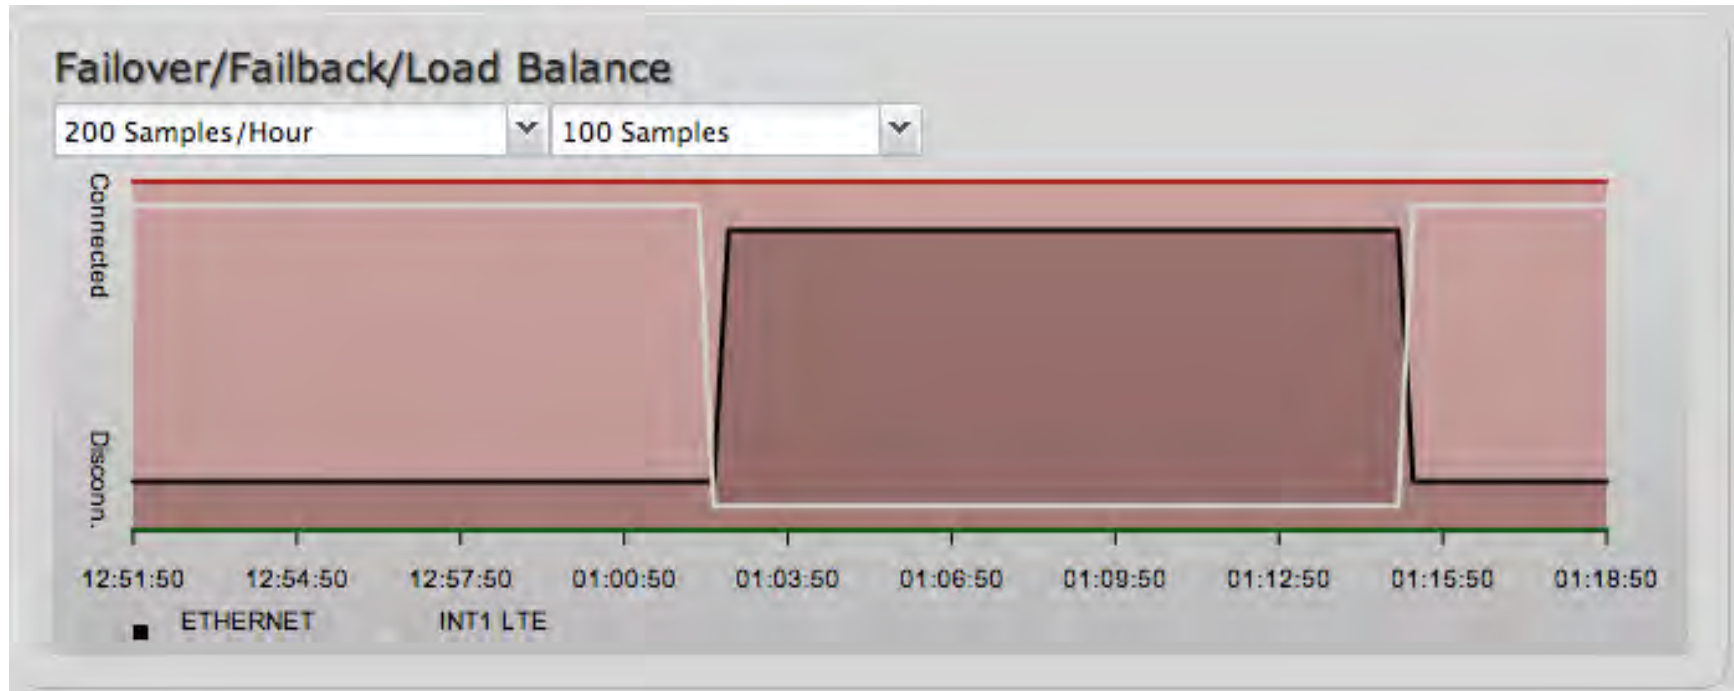 Failover/Failback/Load Balance
200 Samples/Hour 100 Samples
Connected
Disconn.
12:51:50 12:54:50 12:57:50 01:00:50 01:03:50 01:06:50 01:09:50 01:12:50 01:15:50 01:18:50
ETHERNET INT1 LTE